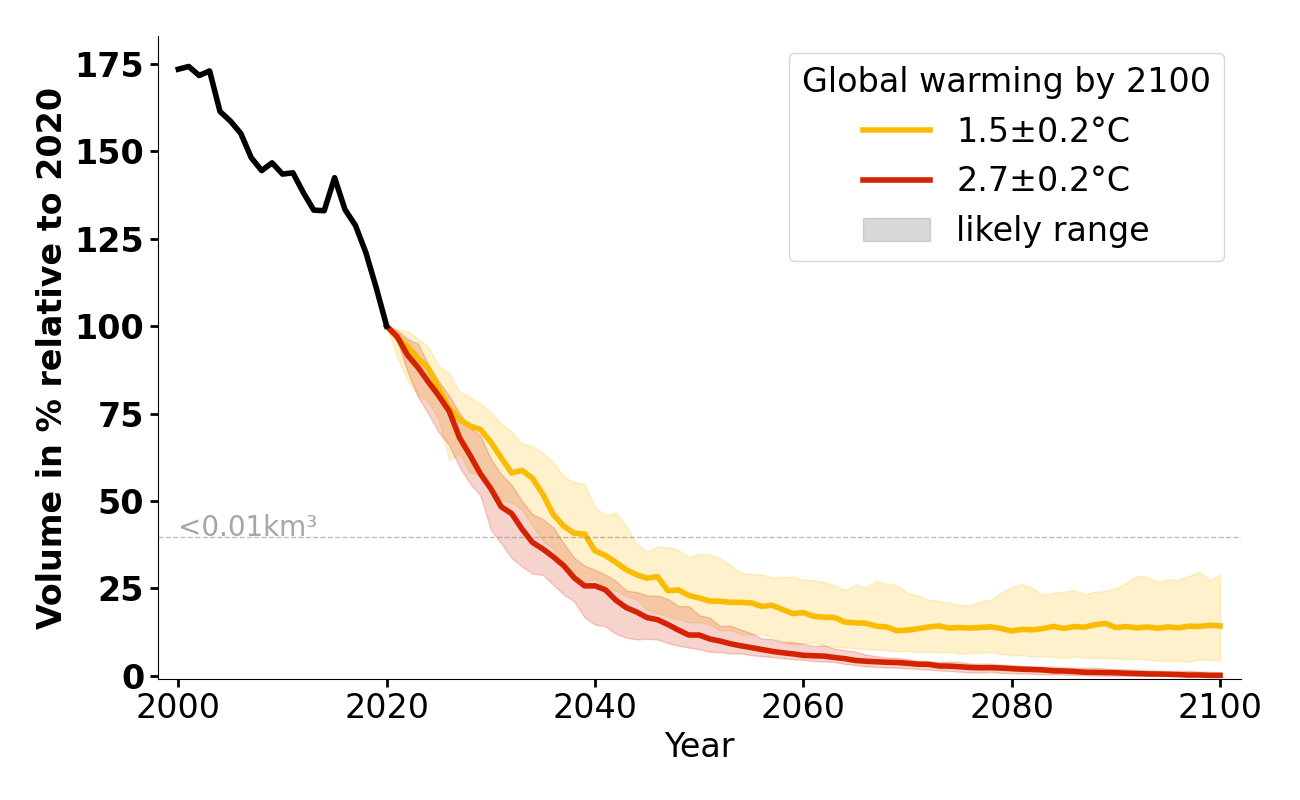 Volume in % relative to 2020
175
150
125
100
75
50
25
0
<0.01km³
Global warming by 2100
1.5±0.2°C
2.7±0.2°C
likely range
2000 2020 2040 2060 2080 2100
Year